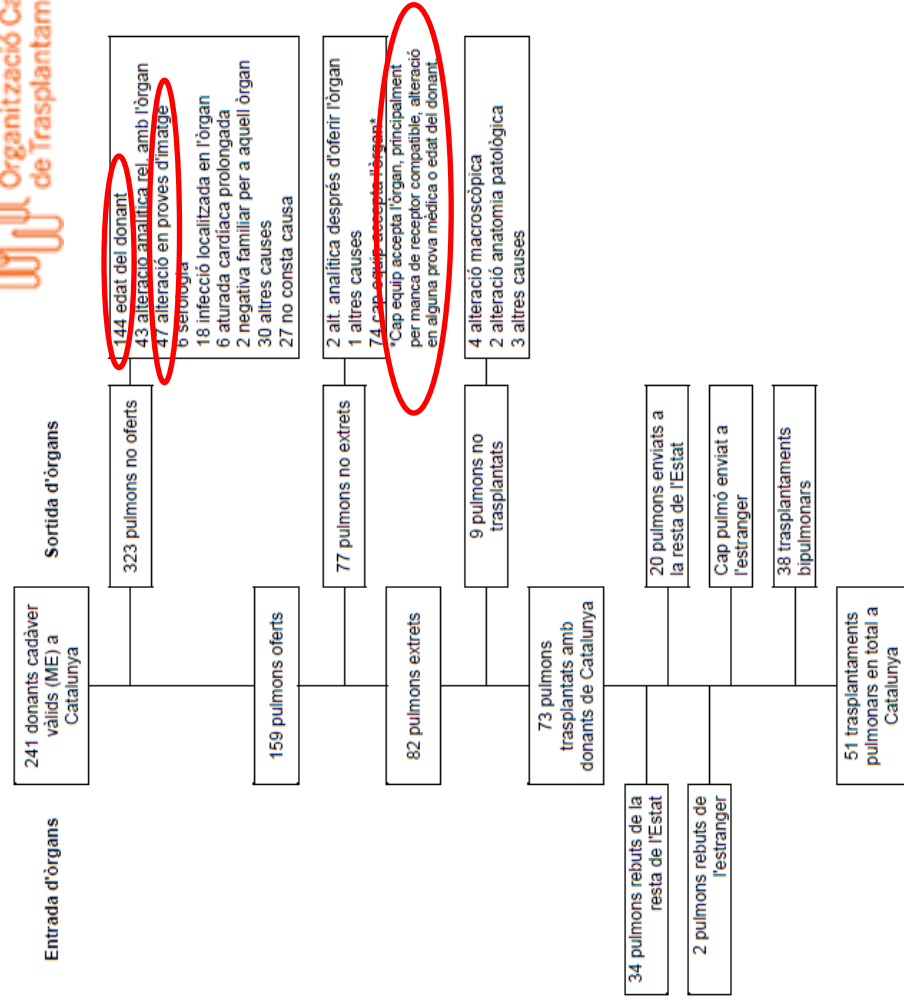 Organització
de Trasplantam
Entrada d'òrgans
Sortida d'òrgans
241 donants cadàver
vàlids (ME) a
Catalunya
323 pulmons no oferts
144 edat del donant
43 alteració analítica rel. amb l'òrgan
47 alteració en proves d'imatge
6 serologia
18 infecció localitzada en l'òrgan
6 aturada cardíaca prolongada
2 negativa familiar per a aquell òrgan
30 altres causes
27 no consta causa
159 pulmons oferts
77 pulmons no extrets
2 alt. analítica després d'oferir l'òrgan
1 altres causes
74 cap equip accepta l'òrgan*
*Cap equip accepta l'òrgan, principalment
per manca de receptor compatible, alteració
en alguna prova mèdica o edat del donant.
82 pulmons extrets
9 pulmons no
trasplantats
4 alteració macroscòpica
2 alteració anatomia patològica
3 altres causes
73 pulmons
trasplantats amb
donants de Catalunya
34 pulmons rebuts de la
resta de l'Estat
20 pulmons enviats a
la resta de l'Estat
2 pulmons rebuts de
l'estranger
Cap pulmó enviat a
l'estranger
38 trasplantaments
bipulmonars
51 trasplantaments
pulmonars en total a
Catalunya